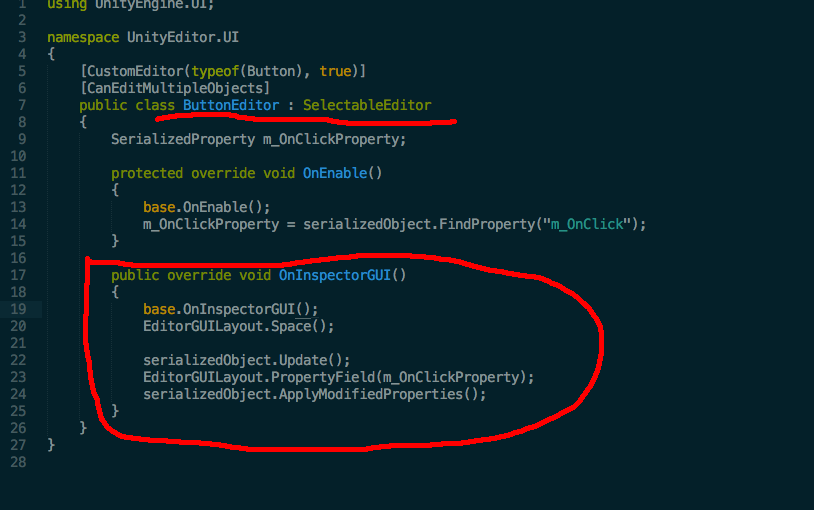 1 using UnityEngine.UI;
2
3 namespace UnityEditor.UI
4 {
5 [CustomEditor(typeof(Button), true)]
6 [CanEditMultipleObjects]
7 public class ButtonEditor : SelectableEditor
8 {
9 SerializedProperty m_OnClickProperty;
10
11 protected override void OnEnable()
12 {
13 base.OnEnable();
14 m_OnClickProperty = serializedObject.FindProperty("m_OnClick");
15 }
16
17 public override void OnInspectorGUI()
18 {
19 base.OnInspectorGUI();
20 EditorGUILayout.Space();
21
22 serializedObject.Update();
23 EditorGUILayout.PropertyField(m_OnClickProperty);
24 serializedObject.ApplyModifiedProperties();
25 }
26 }
27 }
28